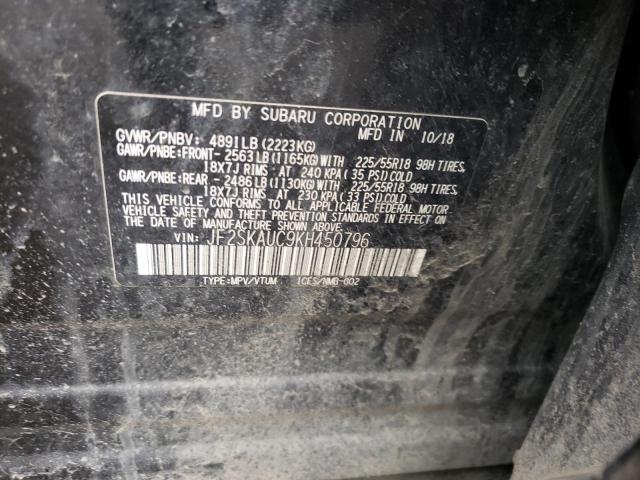 MFD BY SUBARU CORPORATION
GVWR/PNBV: 4891LB (2223KG) MFD IN 10/18
GAWR/PNBE:FRONT- 2563LB(1165KG)WITH 225/55R18 98H TIRES,
18X7J RIMS AT 240 KPA(35 PSI)COLD
GAWR/PNBE:REAR -2486LB(1130KG)WITH 225/55R18 98H TIRES,
18X7J RIMS AT 230 KPA(33 PSI)COLD
THIS VEHICLE CONFORMS TO ALL APPLICABLE FEDERAL MOTOR
VEHICLE SAFETY AND THEFT PREVENTION STANDARDS IN EFFECT ON
THE DATE OF MANUFACTURE SHOWN ABOVE.
VIN: JF2SKAUC9KH450796
TYPE:MPV/VTUM 1CFS/NMB-002